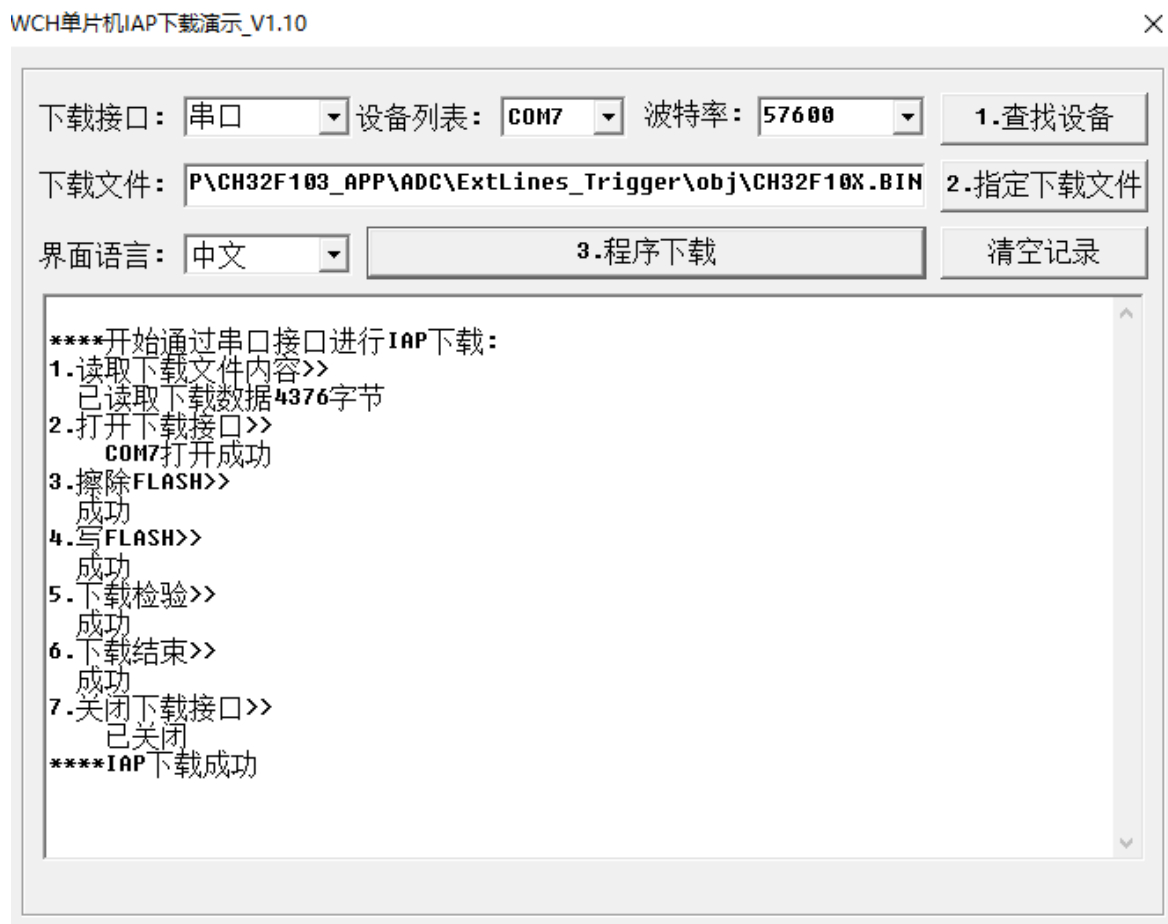 WCH单片机IAP下载演示_V1.10
下载接口: 串口 设备列表: COM7 波特率: 57600 1.查找设备
下载文件: P\CH32F103_APP\ADC\ExtLines_Trigger\obj\CH32F10X.BIN 2.指定下载文件
界面语言: 中文 3.程序下载 清空记录
****开始通过串口接口进行IAP下载:
1.读取下载文件内容>>
已读取下载数据4376字节
2.打开下载接口>>
COM7打开成功
3.擦除FLASH>>
成功
4.写FLASH>>
成功
5.下载检验>>
成功
6.下载结束>>
成功
7.关闭下载接口>>
已关闭
****IAP下载成功